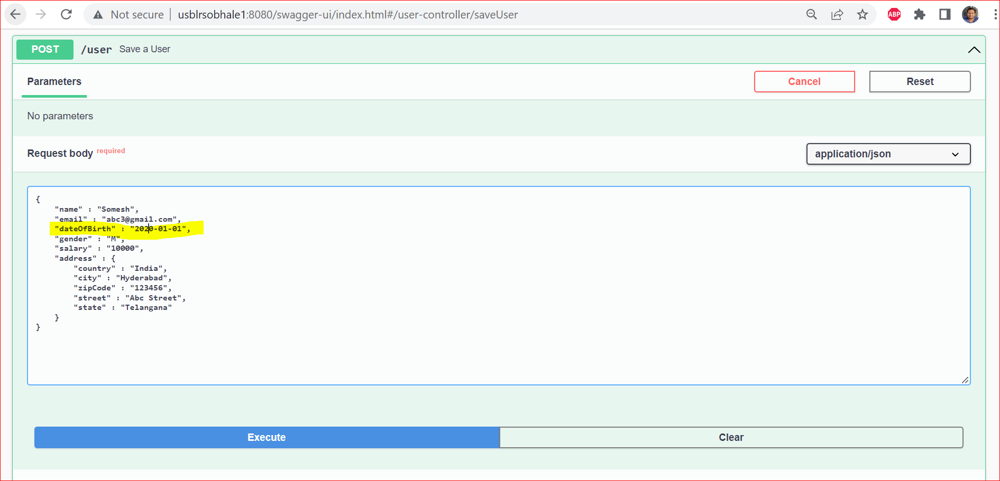 Not secure | usblrsobhale1:8080/swagger-ui/index.html#/user-controller/saveUser ABP
POST /user Save a User
Parameters Cancel Reset
No parameters
Request body required application/json
{
"name" : "Somesh",
"email" : "abc3@gmail.com",
"dateOfBirth" : "2020-01-01",
"gender" : "M",
"salary" : "10000",
"address" : {
"country" : "India",
"city" : "Hyderabad",
"zipCode" : "123456",
"street" : "Abc Street",
"state" : "Telangana"
}
}
Execute Clear